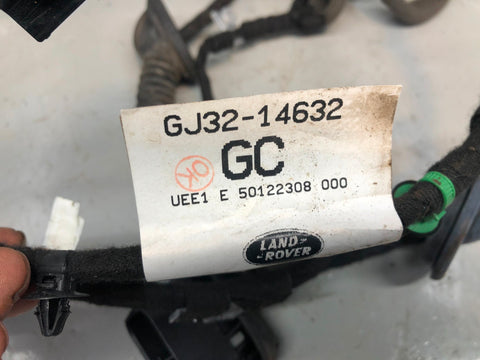 GJ32-14632
GC
OK
UEE1 E 50122308 000
LAND-
-ROVER